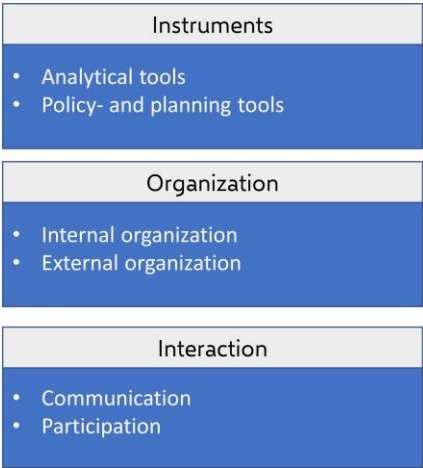 Instruments
• Analytical tools
• Policy- and planning tools
Organization
• Internal organization
• External organization
Interaction
• Communication
• Participation